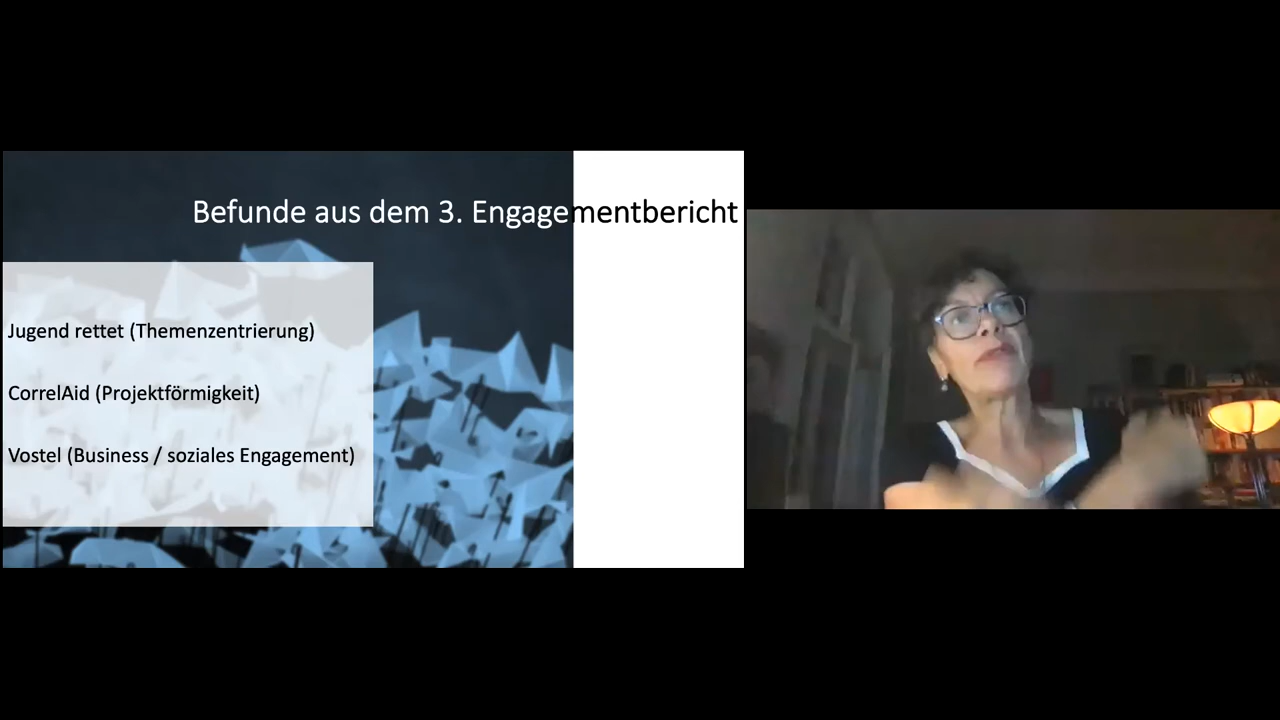 Befunde aus dem 3. Engagementbericht
Jugend rettet (Themenzentrierung)
CorrelAid (Projektförmigkeit)
Vostel (Business / soziales Engagement)